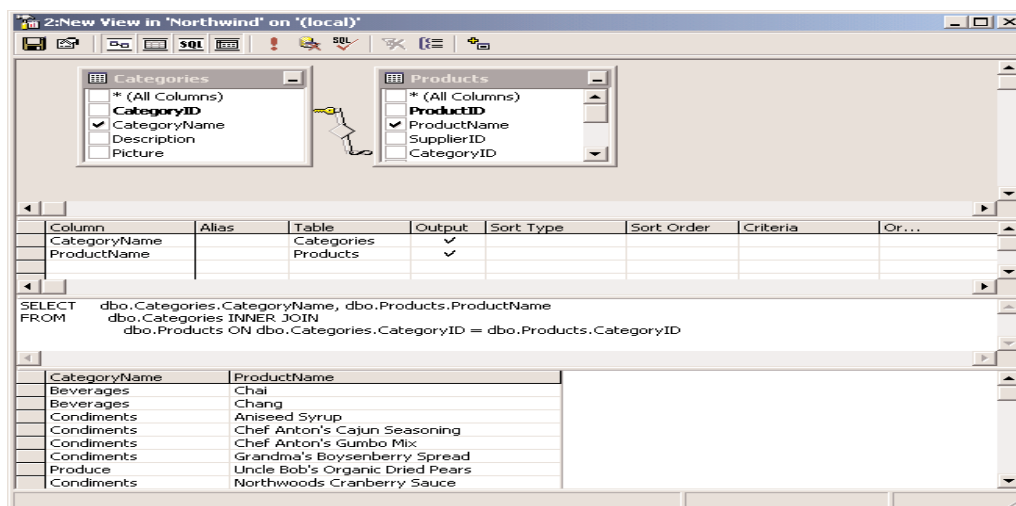 2:New View in 'Northwind' on '(local)'
SQL SQL
Categories Products
* (All Columns) * (All Columns)
CategoryID ProductID
CategoryName ProductName
Description SupplierID
Picture CategoryID
Column Alias Table Output Sort Type Sort Order Criteria Or...
CategoryName Categories
ProductName Products
SELECT dbo.Categories.CategoryName, dbo.Products.ProductName
FROM dbo.Categories INNER JOIN
dbo.Products ON dbo.Categories.CategoryID = dbo.Products.CategoryID
CategoryName ProductName
Beverages Chai
Beverages Chang
Condiments Aniseed Syrup
Condiments Chef Anton's Cajun Seasoning
Condiments Chef Anton's Gumbo Mix
Condiments Grandma's Boysenberry Spread
Produce Uncle Bob's Organic Dried Pears
Condiments Northwoods Cranberry Sauce